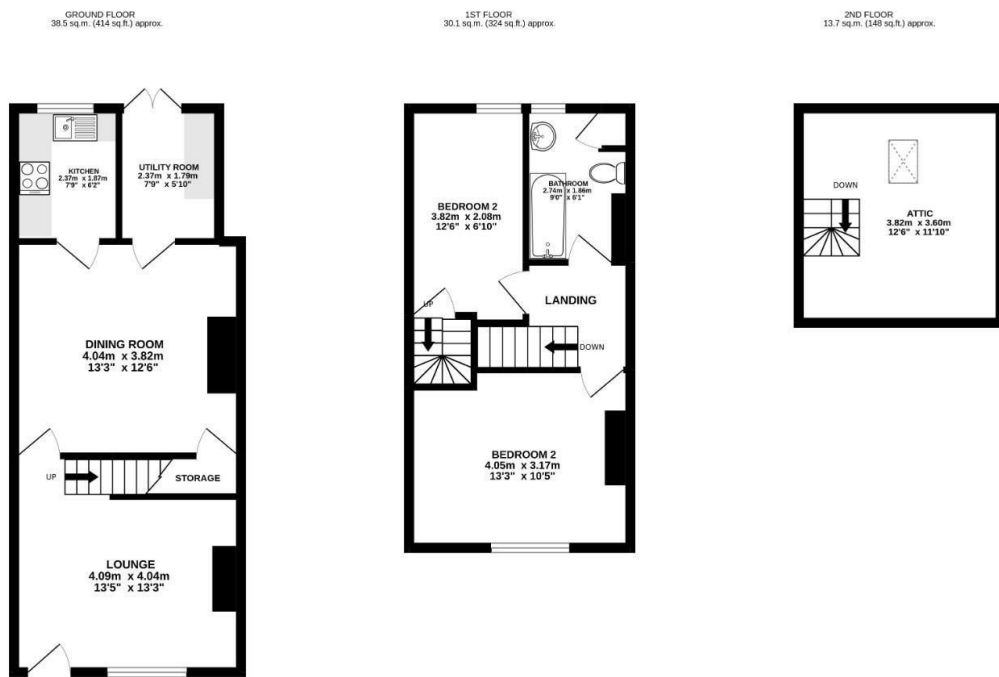 GROUND FLOOR
38.5 sq.m. (414 sq.ft.) approx.
KITCHEN
2.37m x 1.87m
7'9" x 6'2"
UTILITY ROOM
2.37m x 1.79m
7'9" x 5'10"
DINING ROOM
4.04m x 3.82m
13'3" x 12'6"
UP
STORAGE
LOUNGE
4.09m x 4.04m
13'5" x 13'3"
1ST FLOOR
30.1 sq.m. (324 sq.ft.) approx.
BEDROOM 2
3.82m x 2.08m
12'6" x 6'10"
BATHROOM
2.74m x 1.86m
9'0" x 6'1"
UP
LANDING
DOWN
BEDROOM 2
4.05m x 3.17m
13'3" x 10'5"
2ND FLOOR
13.7 sq.m. (148 sq.ft.) approx.
DOWN
ATTIC
3.82m x 3.60m
12'6" x 11'10"